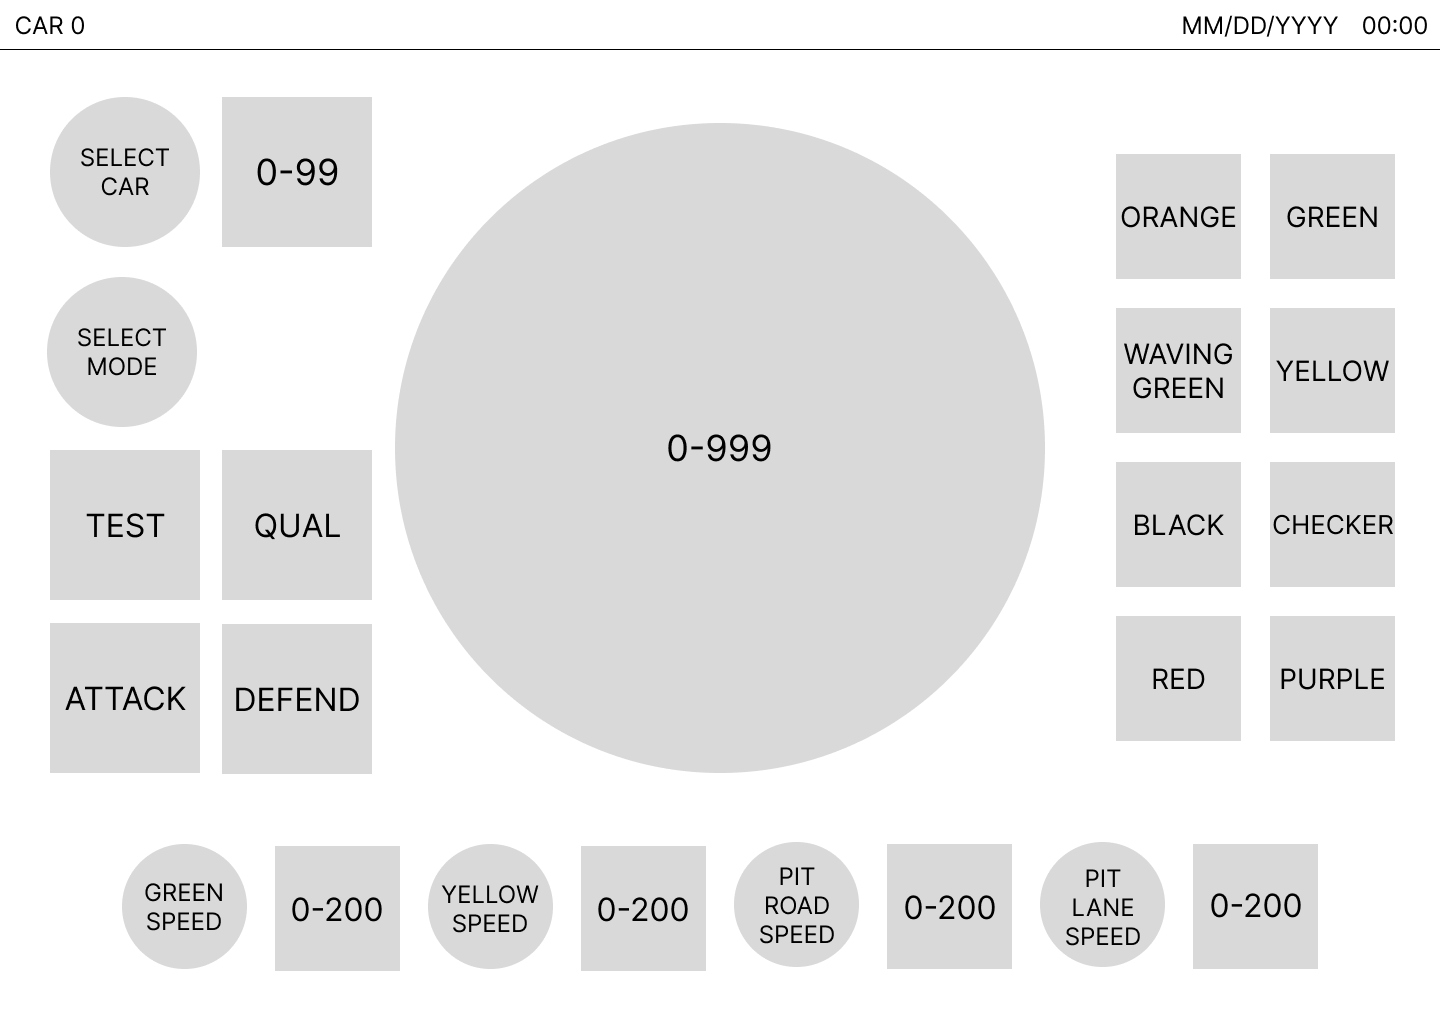 CAR 0
MM/DD/YYYY 00:00
SELECT
CAR
0-99
SELECT
MODE
TEST
QUAL
ATTACK
DEFEND
0-999
ORANGE
GREEN
WAVING
GREEN
YELLOW
BLACK
CHECKER
RED
PURPLE
GREEN
SPEED
0-200
YELLOW
SPEED
0-200
PIT
ROAD
SPEED
0-200
PIT
LANE
SPEED
0-200